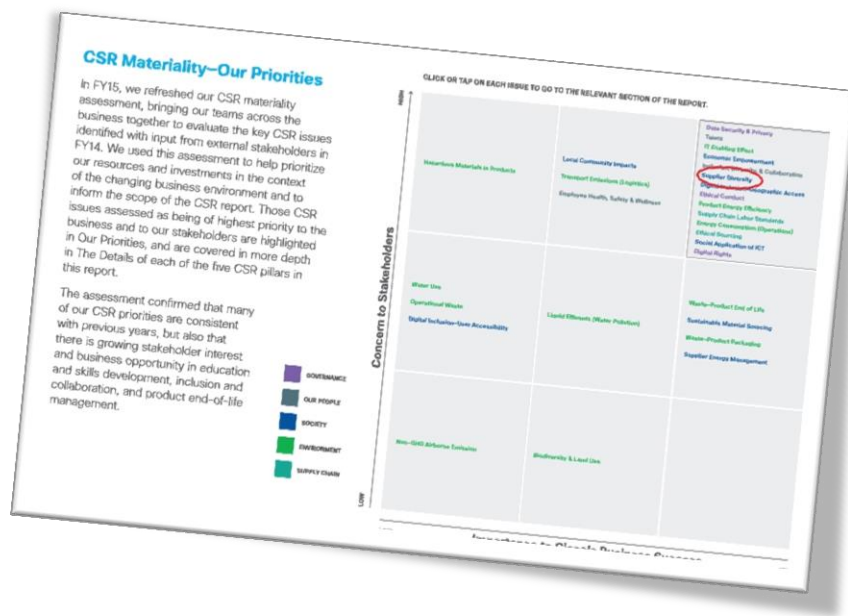 CSR Materiality—Our Priorities
In FY15, we refreshed our CSR materiality
assessment, bringing our teams across the
business together to evaluate the key CSR issues
identified with input from external stakeholders in
FY14. We used this assessment to help prioritize
our resources and investments in the context
of the changing business environment and to
inform the scope of the CSR report. Those CSR
issues assessed as being of highest priority to the
business and to our stakeholders are highlighted
in Our Priorities, and are covered in more depth
in The Details of each of the five CSR pillars in
this report.
The assessment confirmed that many
of our CSR priorities are consistent
with previous years, but also that
there is growing stakeholder interest
and business opportunity in education
and skills development, inclusion and
collaboration, and product end-of-life
management.
GOVERNANCE
OUR PEOPLE
SOCIETY
ENVIRONMENT
SUPPLY CHAIN
CLICK OR TAP ON EACH ISSUE TO GO TO THE RELEVANT SECTION OF THE REPORT.
HIGH
Concern to Stakeholders
LOW
Hazardous Materials in Products
Local Community Impacts
Transport Emissions (Logistics)
Employee Health, Safety & Wellness
Data Security & Privacy
Talent
IT Enabling Effect
Economic Empowerment
& Collaboration
Supplier Diversity
Geographic Access
Ethical Conduct
Product Energy Efficiency
Supply Chain Labor Standards
Energy Consumption (Operations)
Ethical Sourcing
Social Application of ICT
Digital Rights
Water Use
Operational Waste
Digital Inclusion-User Accessibility
Liquid Effluents (Water Pollution)
Waste-Product End of Life
Sustainable Material Sourcing
Waste-Product Packaging
Supplier Energy Management
Non-GHG Airborne Emissions
Biodiversity & Land Use